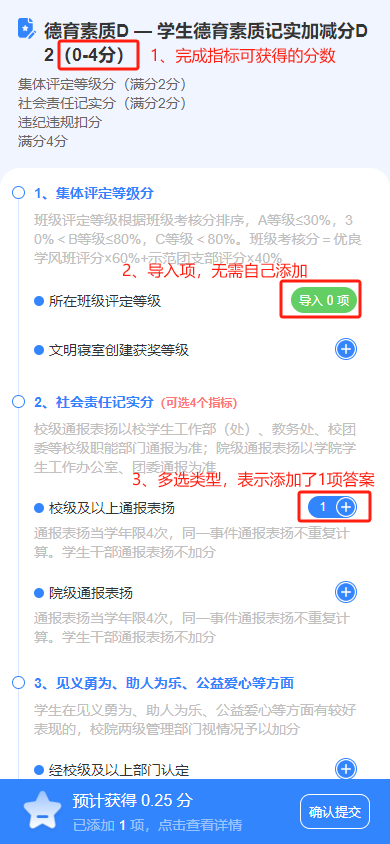 德育素质D — 学生德育素质记实加减分D
2（0-4分）
1、完成指标可获得的分数
集体评定等级分（满分2分）
社会责任记实分（满分2分）
违纪违规扣分
满分4分
1、集体评定等级分
班级评定等级根据班级考核分排序，A等级≤30%，3
0%＜B等级≤80%，C等级＜80%。班级考核分＝优良
学风班评分×60%+示范团支部评分×40%
2、导入项，无需自己添加
所在班级评定等级
导入 0 项
文明寝室创建获奖等级
2、社会责任记实分（可选4个指标）
校级通报表扬以校学生工作部（处）、教务处、校团
委等校级职能部门通报为准；院级通报表扬以学院学
生工作办公室、团委通报为准
3、多选类型，表示添加了1项答案
校级及以上通报表扬
1
通报表扬当学年限4次，同一事件通报表扬不重复计
算。学生干部通报表扬不加分
院级通报表扬
通报表扬当学年限4次，同一事件通报表扬不重复计
算。学生干部通报表扬不加分
3、见义勇为、助人为乐、公益爱心等方面
学生在见义勇为、助人为乐、公益爱心等方面有较好
表现的，校院两级管理部门视情况予以加分
经校级及以上部门认定
预计获得 0.25 分
已添加 1 项，点击查看详情
确认提交